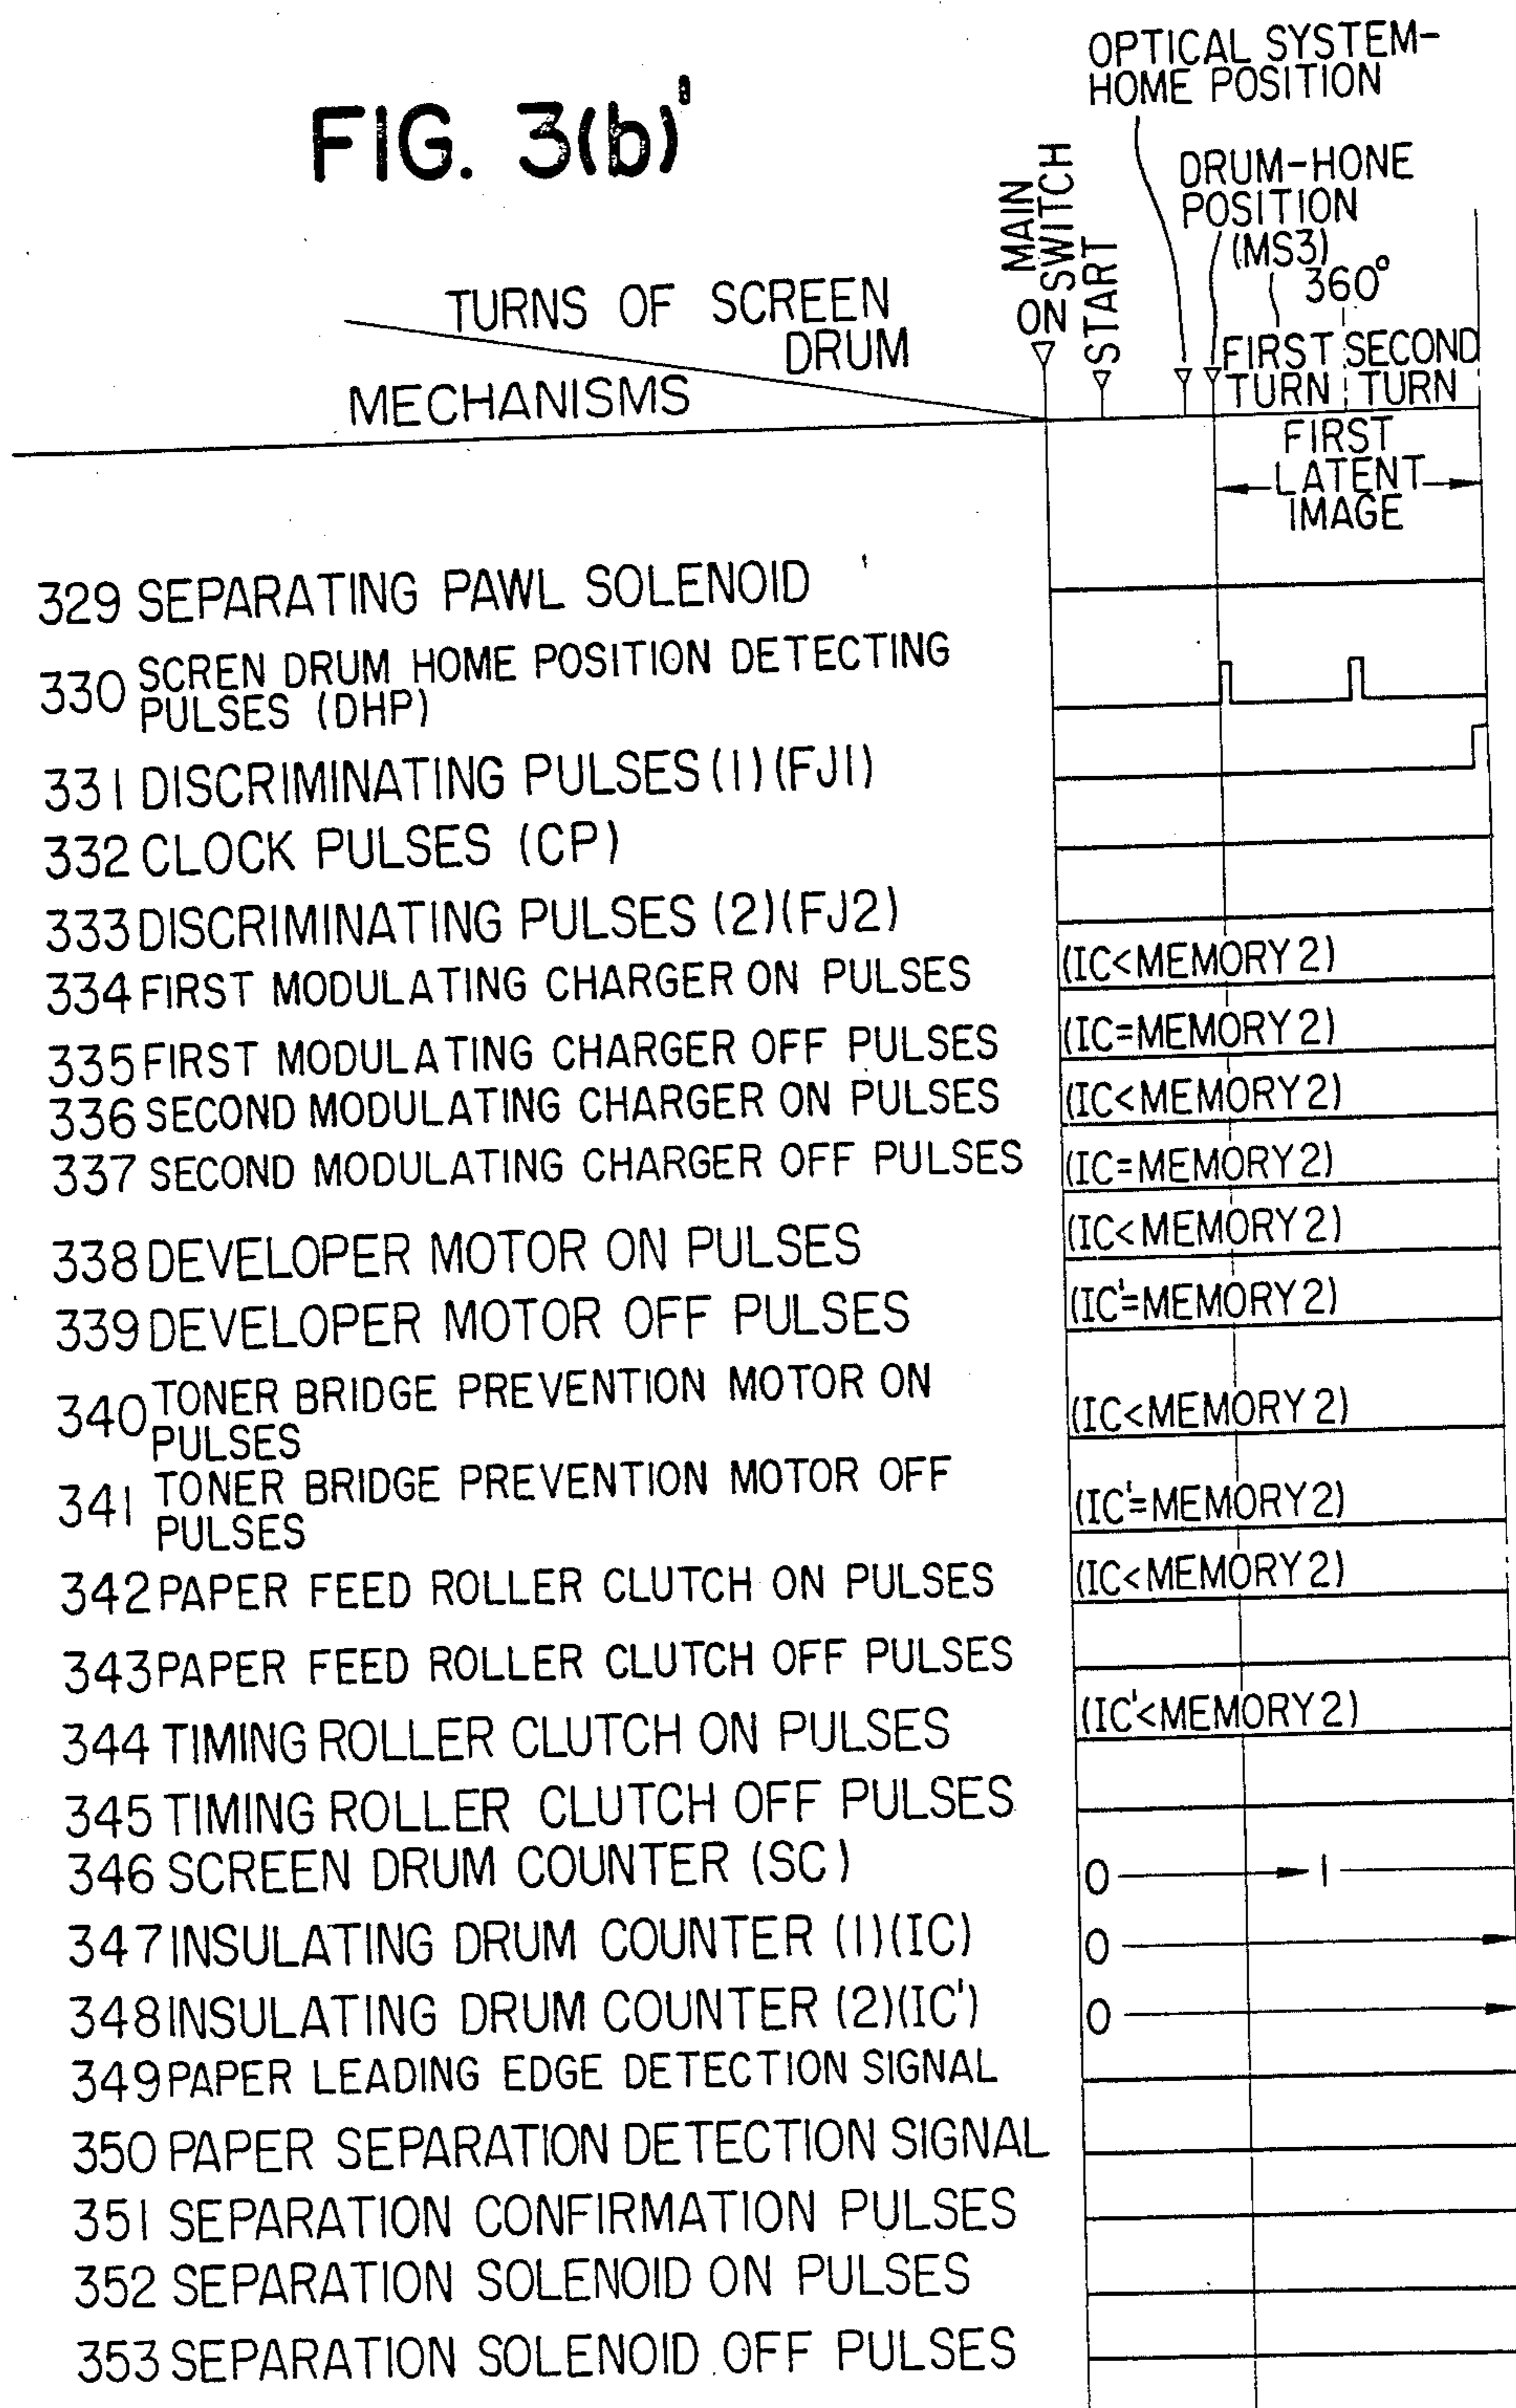 FIG. 3(b)'
OPTICAL SYSTEM-
HOME POSITION
MAIN
SWITCH
ON
START
DRUM-HONE
POSITION
(MS3)
360°
TURNS OF SCREEN
DRUM
MECHANISMS
FIRST
TURN
SECOND
TURN
FIRST
LATENT
IMAGE
329 SEPARATING PAWL SOLENOID
330 SCREN DRUM HOME POSITION DETECTING
PULSES (DHP)
331 DISCRIMINATING PULSES (1)(FJ1)
332 CLOCK PULSES (CP)
333 DISCRIMINATING PULSES (2)(FJ2)
334 FIRST MODULATING CHARGER ON PULSES (IC<MEMORY 2)
335 FIRST MODULATING CHARGER OFF PULSES (IC=MEMORY 2)
336 SECOND MODULATING CHARGER ON PULSES (IC<MEMORY 2)
337 SECOND MODULATING CHARGER OFF PULSES (IC=MEMORY 2)
338 DEVELOPER MOTOR ON PULSES (IC<MEMORY 2)
339 DEVELOPER MOTOR OFF PULSES (IC'=MEMORY 2)
340 TONER BRIDGE PREVENTION MOTOR ON
PULSES (IC<MEMORY 2)
341 TONER BRIDGE PREVENTION MOTOR OFF
PULSES (IC'=MEMORY 2)
342 PAPER FEED ROLLER CLUTCH ON PULSES (IC<MEMORY 2)
343 PAPER FEED ROLLER CLUTCH OFF PULSES
344 TIMING ROLLER CLUTCH ON PULSES (IC'<MEMORY 2)
345 TIMING ROLLER CLUTCH OFF PULSES
346 SCREEN DRUM COUNTER (SC) 0 1
347 INSULATING DRUM COUNTER (1)(IC) 0
348 INSULATING DRUM COUNTER (2)(IC') 0
349 PAPER LEADING EDGE DETECTION SIGNAL
350 PAPER SEPARATION DETECTION SIGNAL
351 SEPARATION CONFIRMATION PULSES
352 SEPARATION SOLENOID ON PULSES
353 SEPARATION SOLENOID OFF PULSES